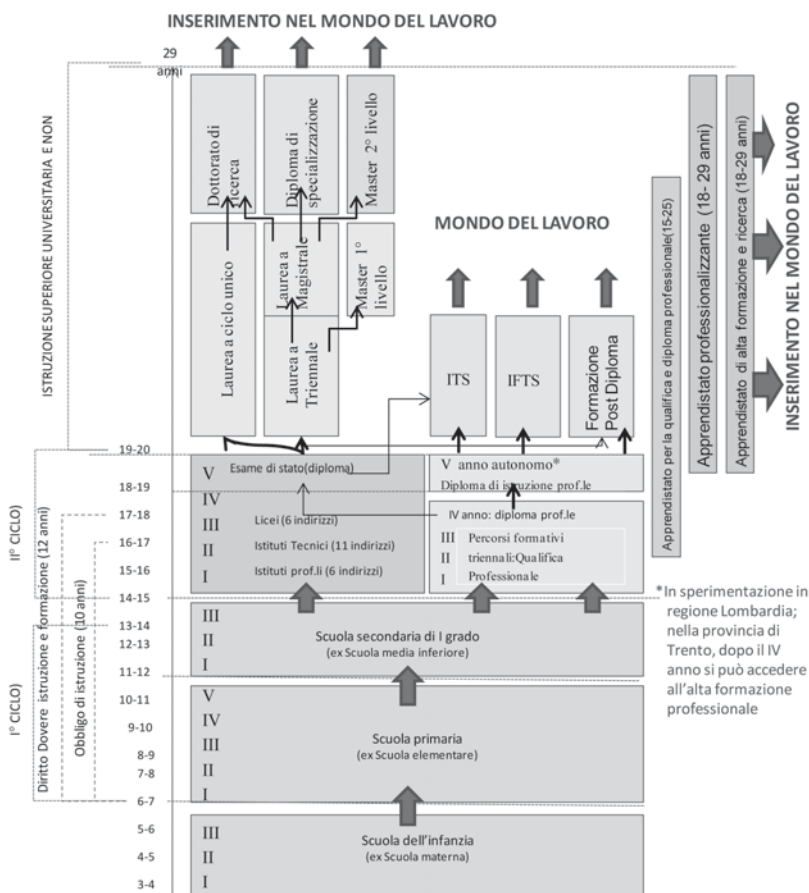 INSERIMENTO NEL MONDO DEL LAVORO
29
anni
ISTRUZIONE SUPERIORE UNIVERSITARIA E NON
Dottorato di
ricerca
Diploma di
specializzazione
Master 2° livello
Laurea a ciclo unico
Laurea a
Magistrale
Master 1°
livello
Laurea a
Triennale
MONDO DEL LAVORO
ITS
IFTS
Formazione
Post Diploma
Apprendistato per la qualifica e diploma professionale(15-25)
Apprendistato professionalizzante (18- 29 anni)
Apprendistato di alta formazione e ricerca (18-29 anni)
INSERIMENTO NEL MONDO DEL LAVORO
II° CICLO)
I° CICLO)
Diritto Dovere istruzione e formazione (12 anni)
Obbligo di istruzione (10 anni)
19-20
18-19
17-18
16-17
15-16
14-15
13-14
12-13
11-12
10-11
9-10
8-9
7-8
6-7
5-6
4-5
3-4
V
Esame di stato(diploma)
IV
III
Licei (6 indirizzi)
II
Istituti Tecnici (11 indirizzi)
I
Istituti prof.li (6 indirizzi)
V anno autonomo*
Diploma di istruzione prof.le
IV anno: diploma prof.le
III Percorsi formativi
II triennali:Qualifica
I Professionale
*In sperimentazione in
regione Lombardia;
nella provincia di
Trento, dopo il IV
anno si può accedere
all'alta formazione
professionale
III
II
I
Scuola secondaria di I grado
(ex Scuola media inferiore)
V
IV
III
II
I
Scuola primaria
(ex Scuola elementare)
III
II
I
Scuola dell'infanzia
(ex Scuola materna)